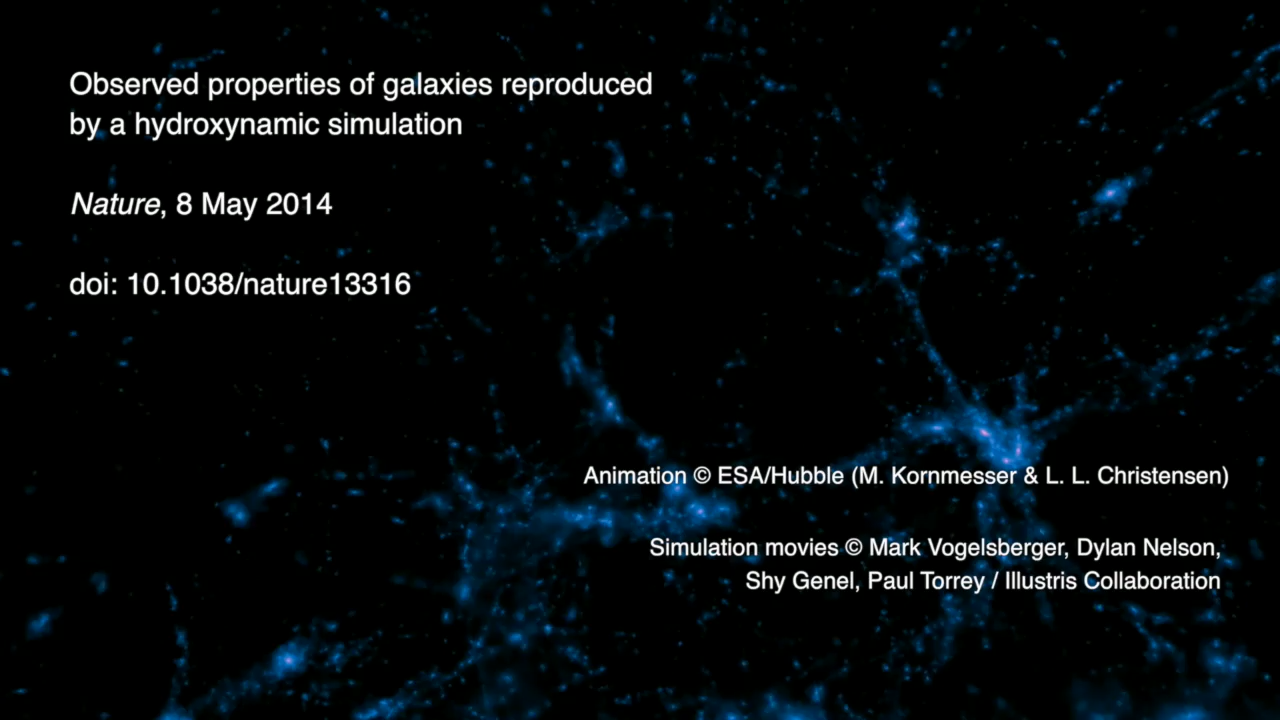 Observed properties of galaxies reproduced
by a hydroxynamic simulation
Nature, 8 May 2014
doi: 10.1038/nature13316
Animation © ESA/Hubble (M. Kornmesser & L. L. Christensen)
Simulation movies © Mark Vogelsberger, Dylan Nelson,
Shy Genel, Paul Torrey / Illustris Collaboration